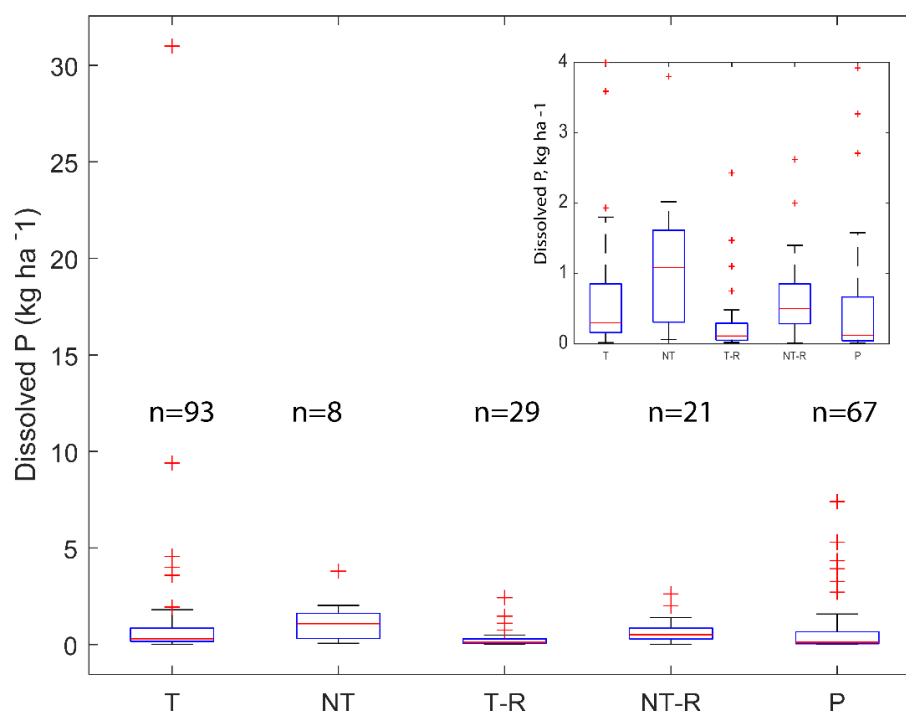 Dissolved P (kg ha ⁻1)
30
25
20
15
10
5
0
T
NT
T-R
NT-R
P
n=93
n=8
n=29
n=21
n=67
Dissolved P, kg ha -1
4
3
2
1
0
T
NT
T-R
NT-R
P